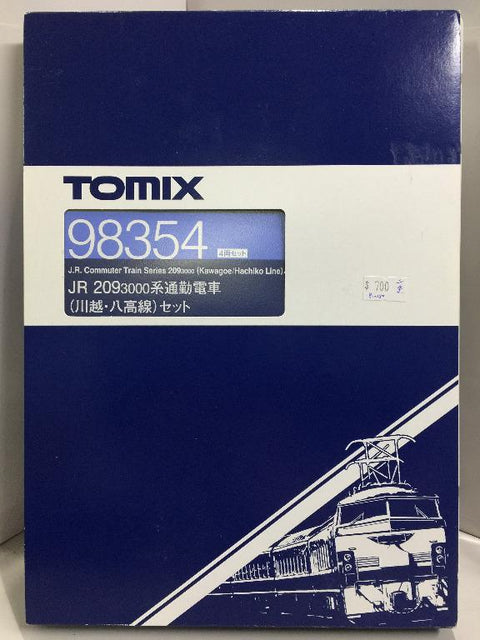 TOMIX
98354 4両セット
J.R. Commuter Train Series 2093000 (Kawagoe/Hachiko Line)
JR 2093000系通勤電車
(川越・八高線)セット
$ 700